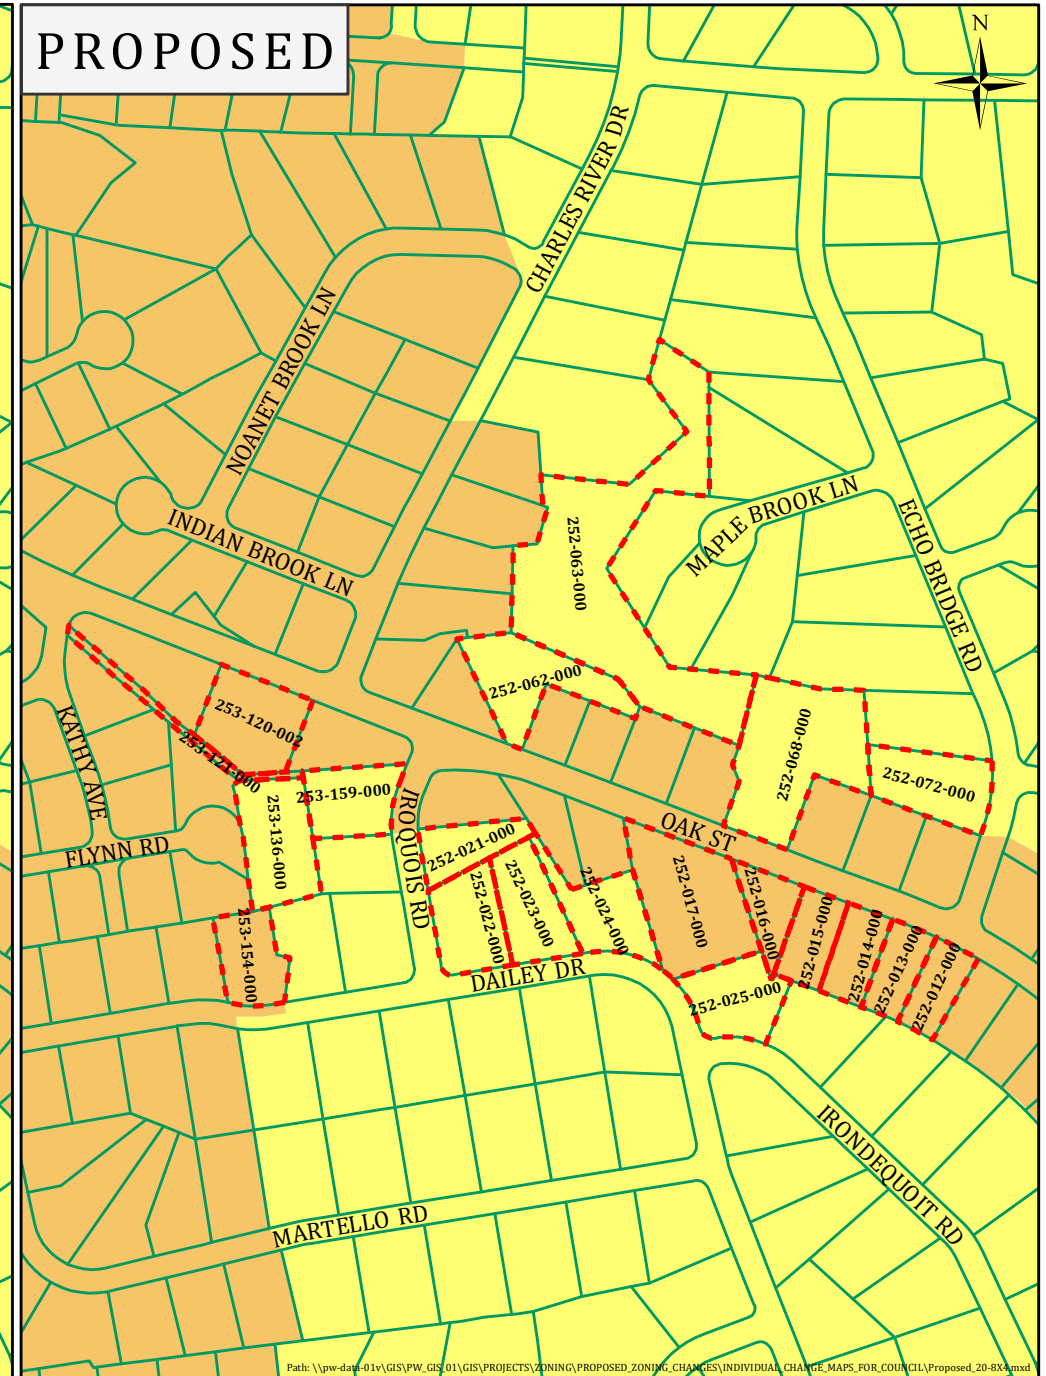 PROPOSED
N
CHARLES RIVER DR
NOANET BROOK LN
INDIAN BROOK LN
MAPLE BROOK LN
ECHO BRIDGE RD
252-063-000
252-062-000
253-120-002
253-121-000
KATHY AVE
252-068-000
252-072-000
253-159-000
253-136-000
IROQUOIS RD
OAK ST
FLYNN RD
252-021-000
252-022-000
252-023-000
252-024-000
252-017-000
252-016-000
252-015-000
252-014-000
252-013-000
252-012-000
253-154-000
DAILEY DR
252-025-000
IRONDEQUOIT RD
MARTELLO RD
Path: \\pw-data-01v\GIS\PW_GIS_01\GIS\PROJECTS\ZONING\PROPOSED_ZONING_CHANGES\INDIVIDUAL_CHANGE_MAPS_FOR_COUNCIL\Proposed_20-8X4.mxd